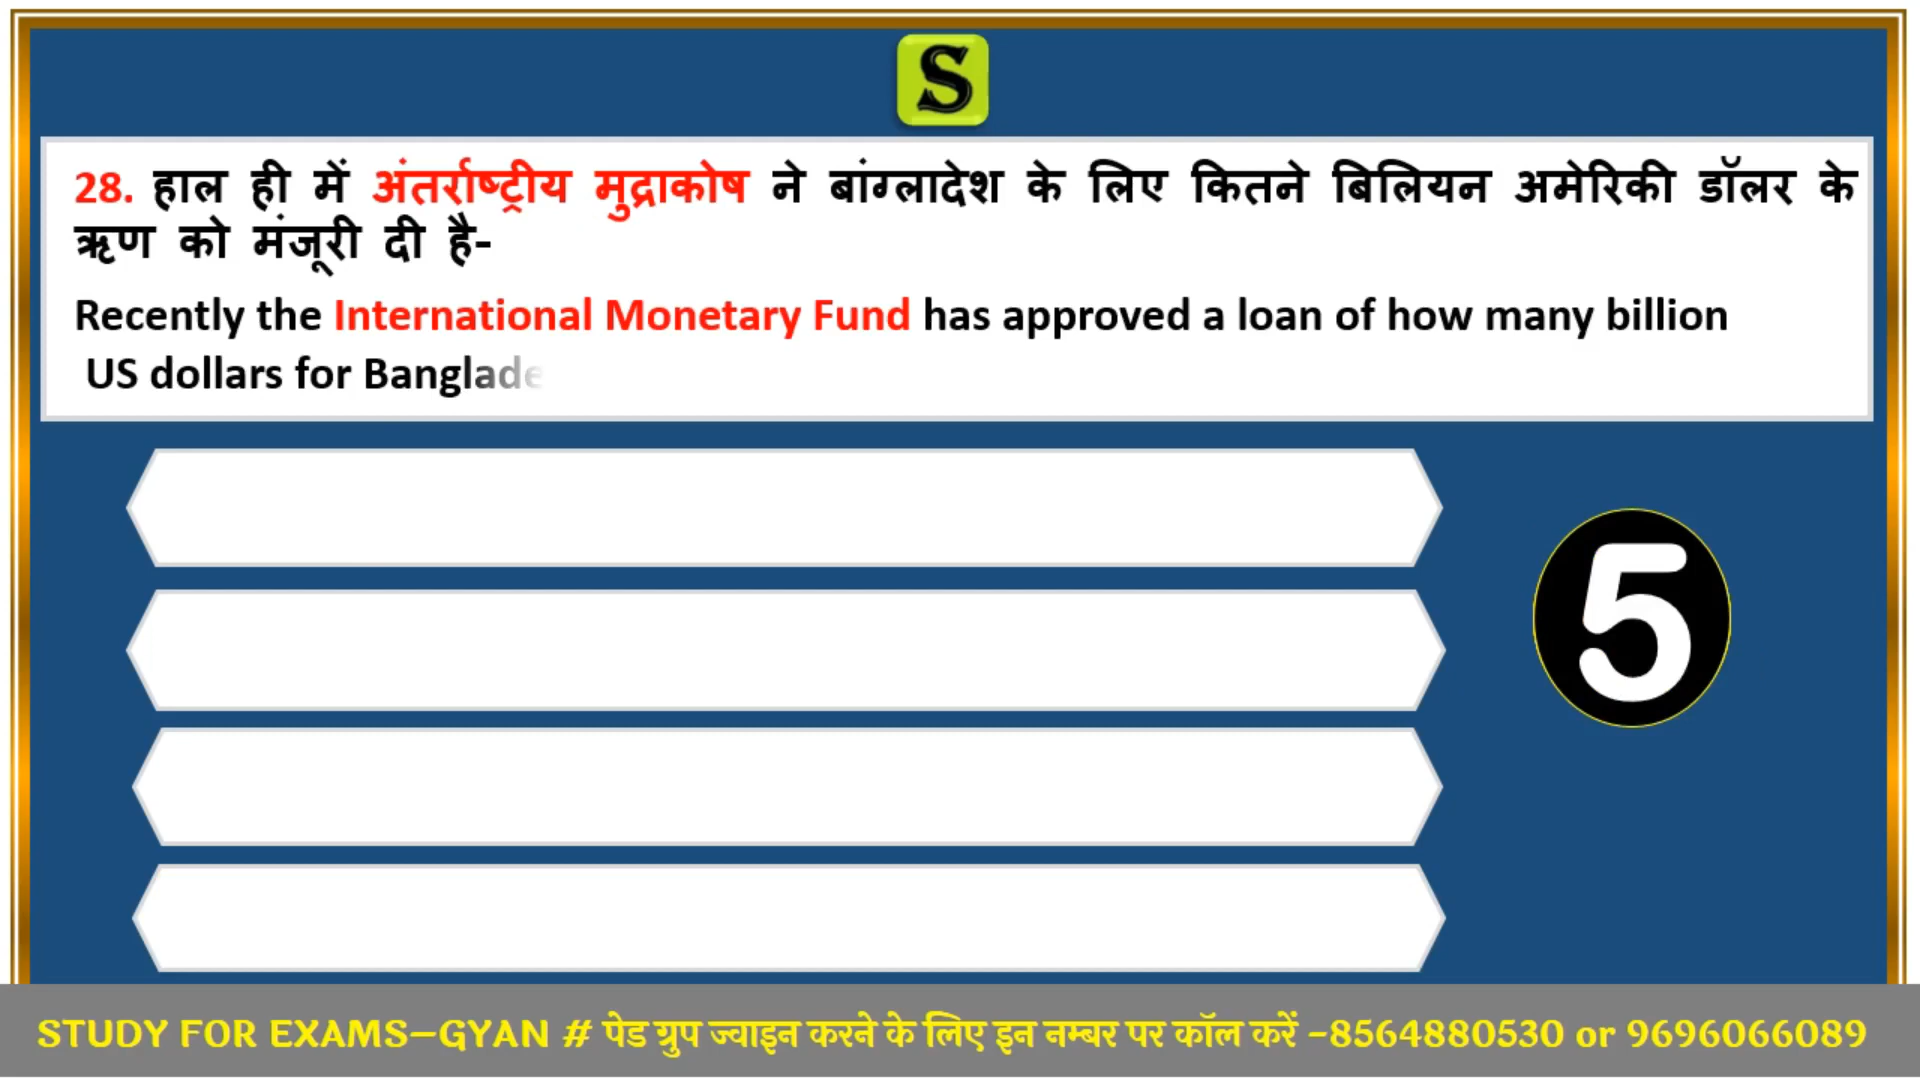 S
28. हाल ही में अंतर्राष्ट्रीय मुद्राकोष ने बांग्लादेश के लिए कितने बिलियन अमेरिकी डॉलर के
ऋण को मंजूरी दी है-
Recently the International Monetary Fund has approved a loan of how many billion
US dollars for Banglade
5
STUDY FOR EXAMS–GYAN # पेड ग्रुप ज्वाइन करने के लिए इन नम्बर पर कॉल करें -8564880530 or 9696066089